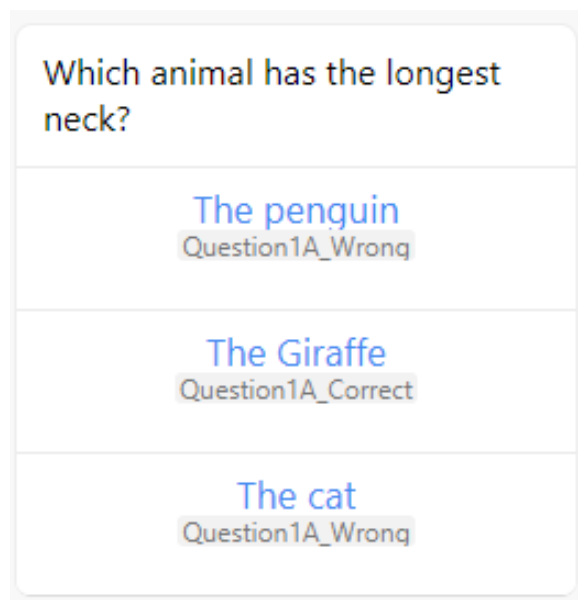 Which animal has the longest
neck?
The penguin
Question1A_Wrong
The Giraffe
Question1A_Correct
The cat
Question1A_Wrong